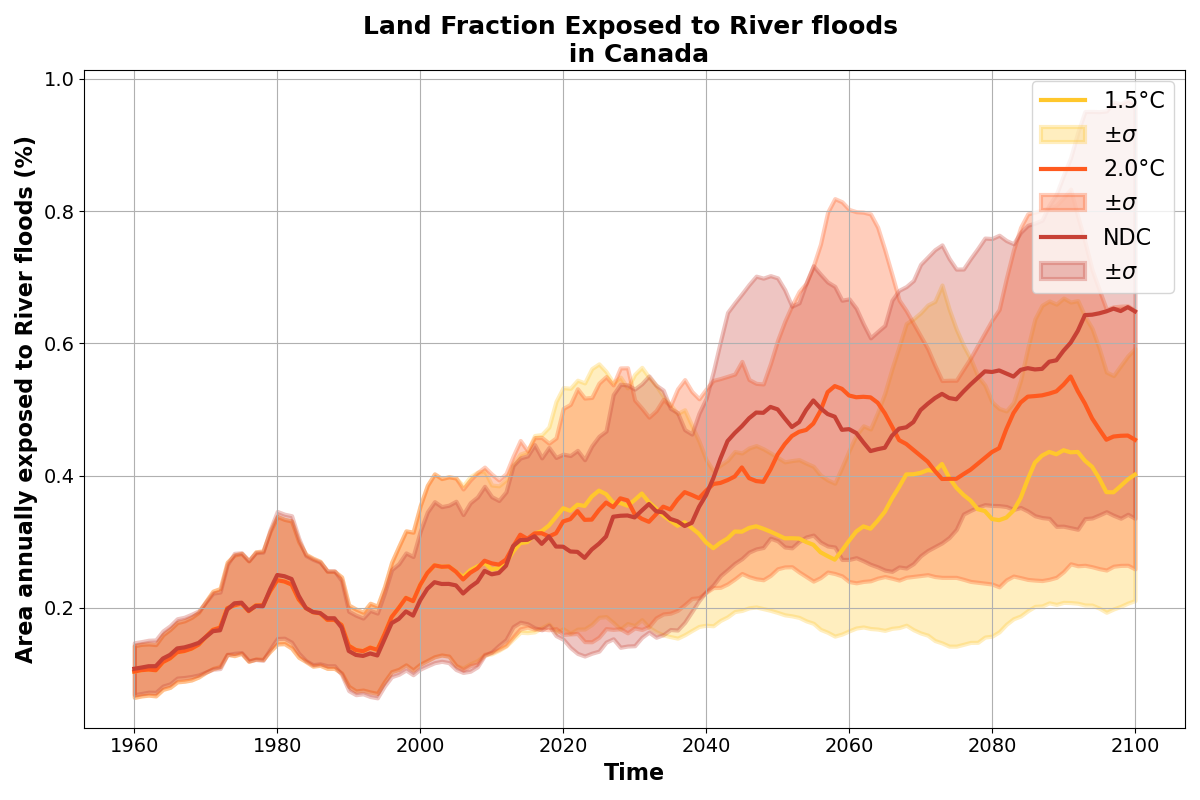 Land Fraction Exposed to River floods
in Canada
Area annually exposed to River floods (%)
1.0
0.8
0.6
0.4
0.2
1.5°C
±σ
2.0°C
±σ
NDC
±σ
1960
1980
2000
2020
2040
2060
2080
2100
Time